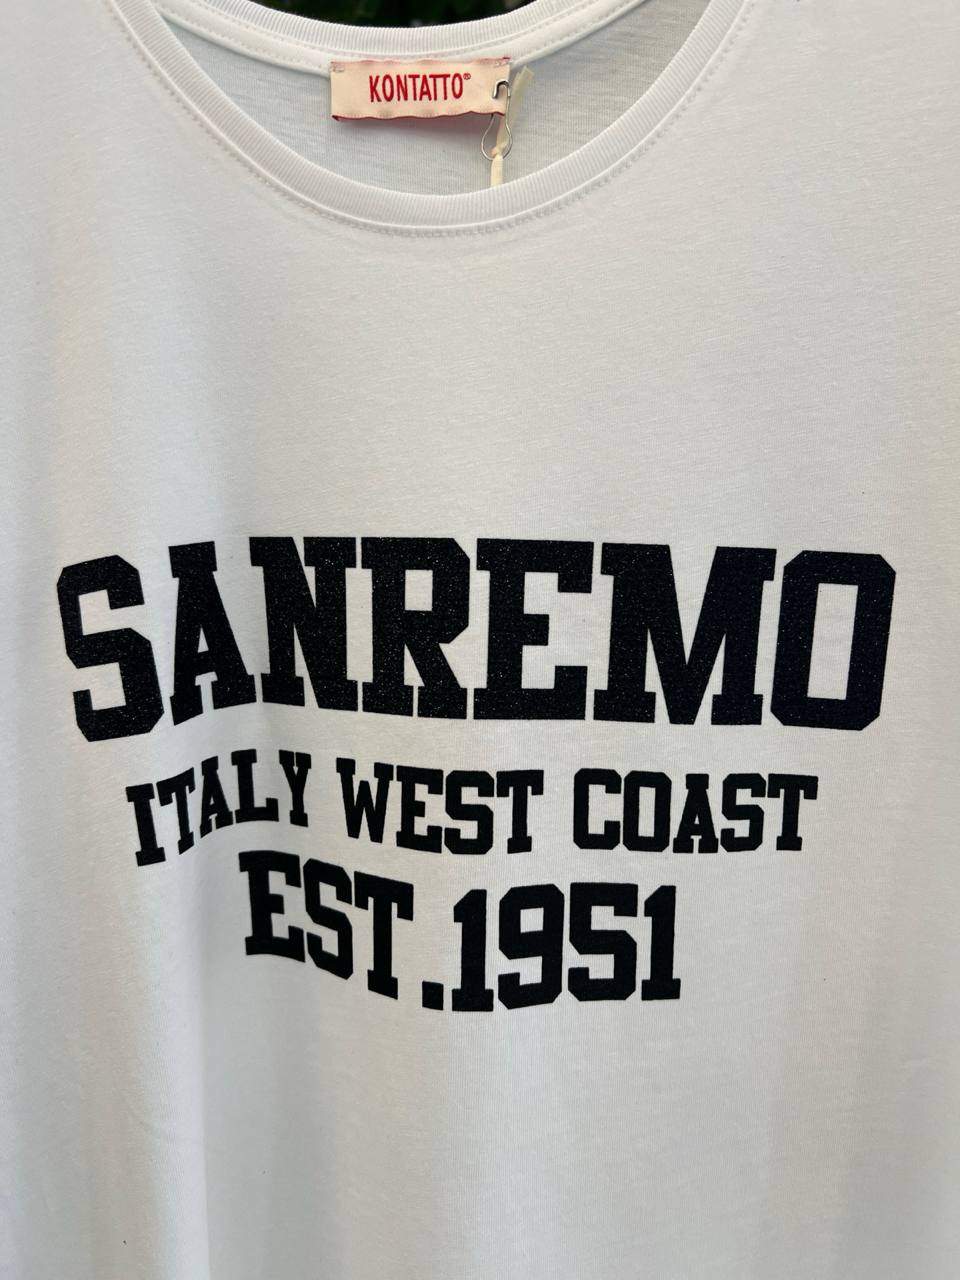 KONTATTO®
SANREMO
ITALY WEST COAST
EST.1951